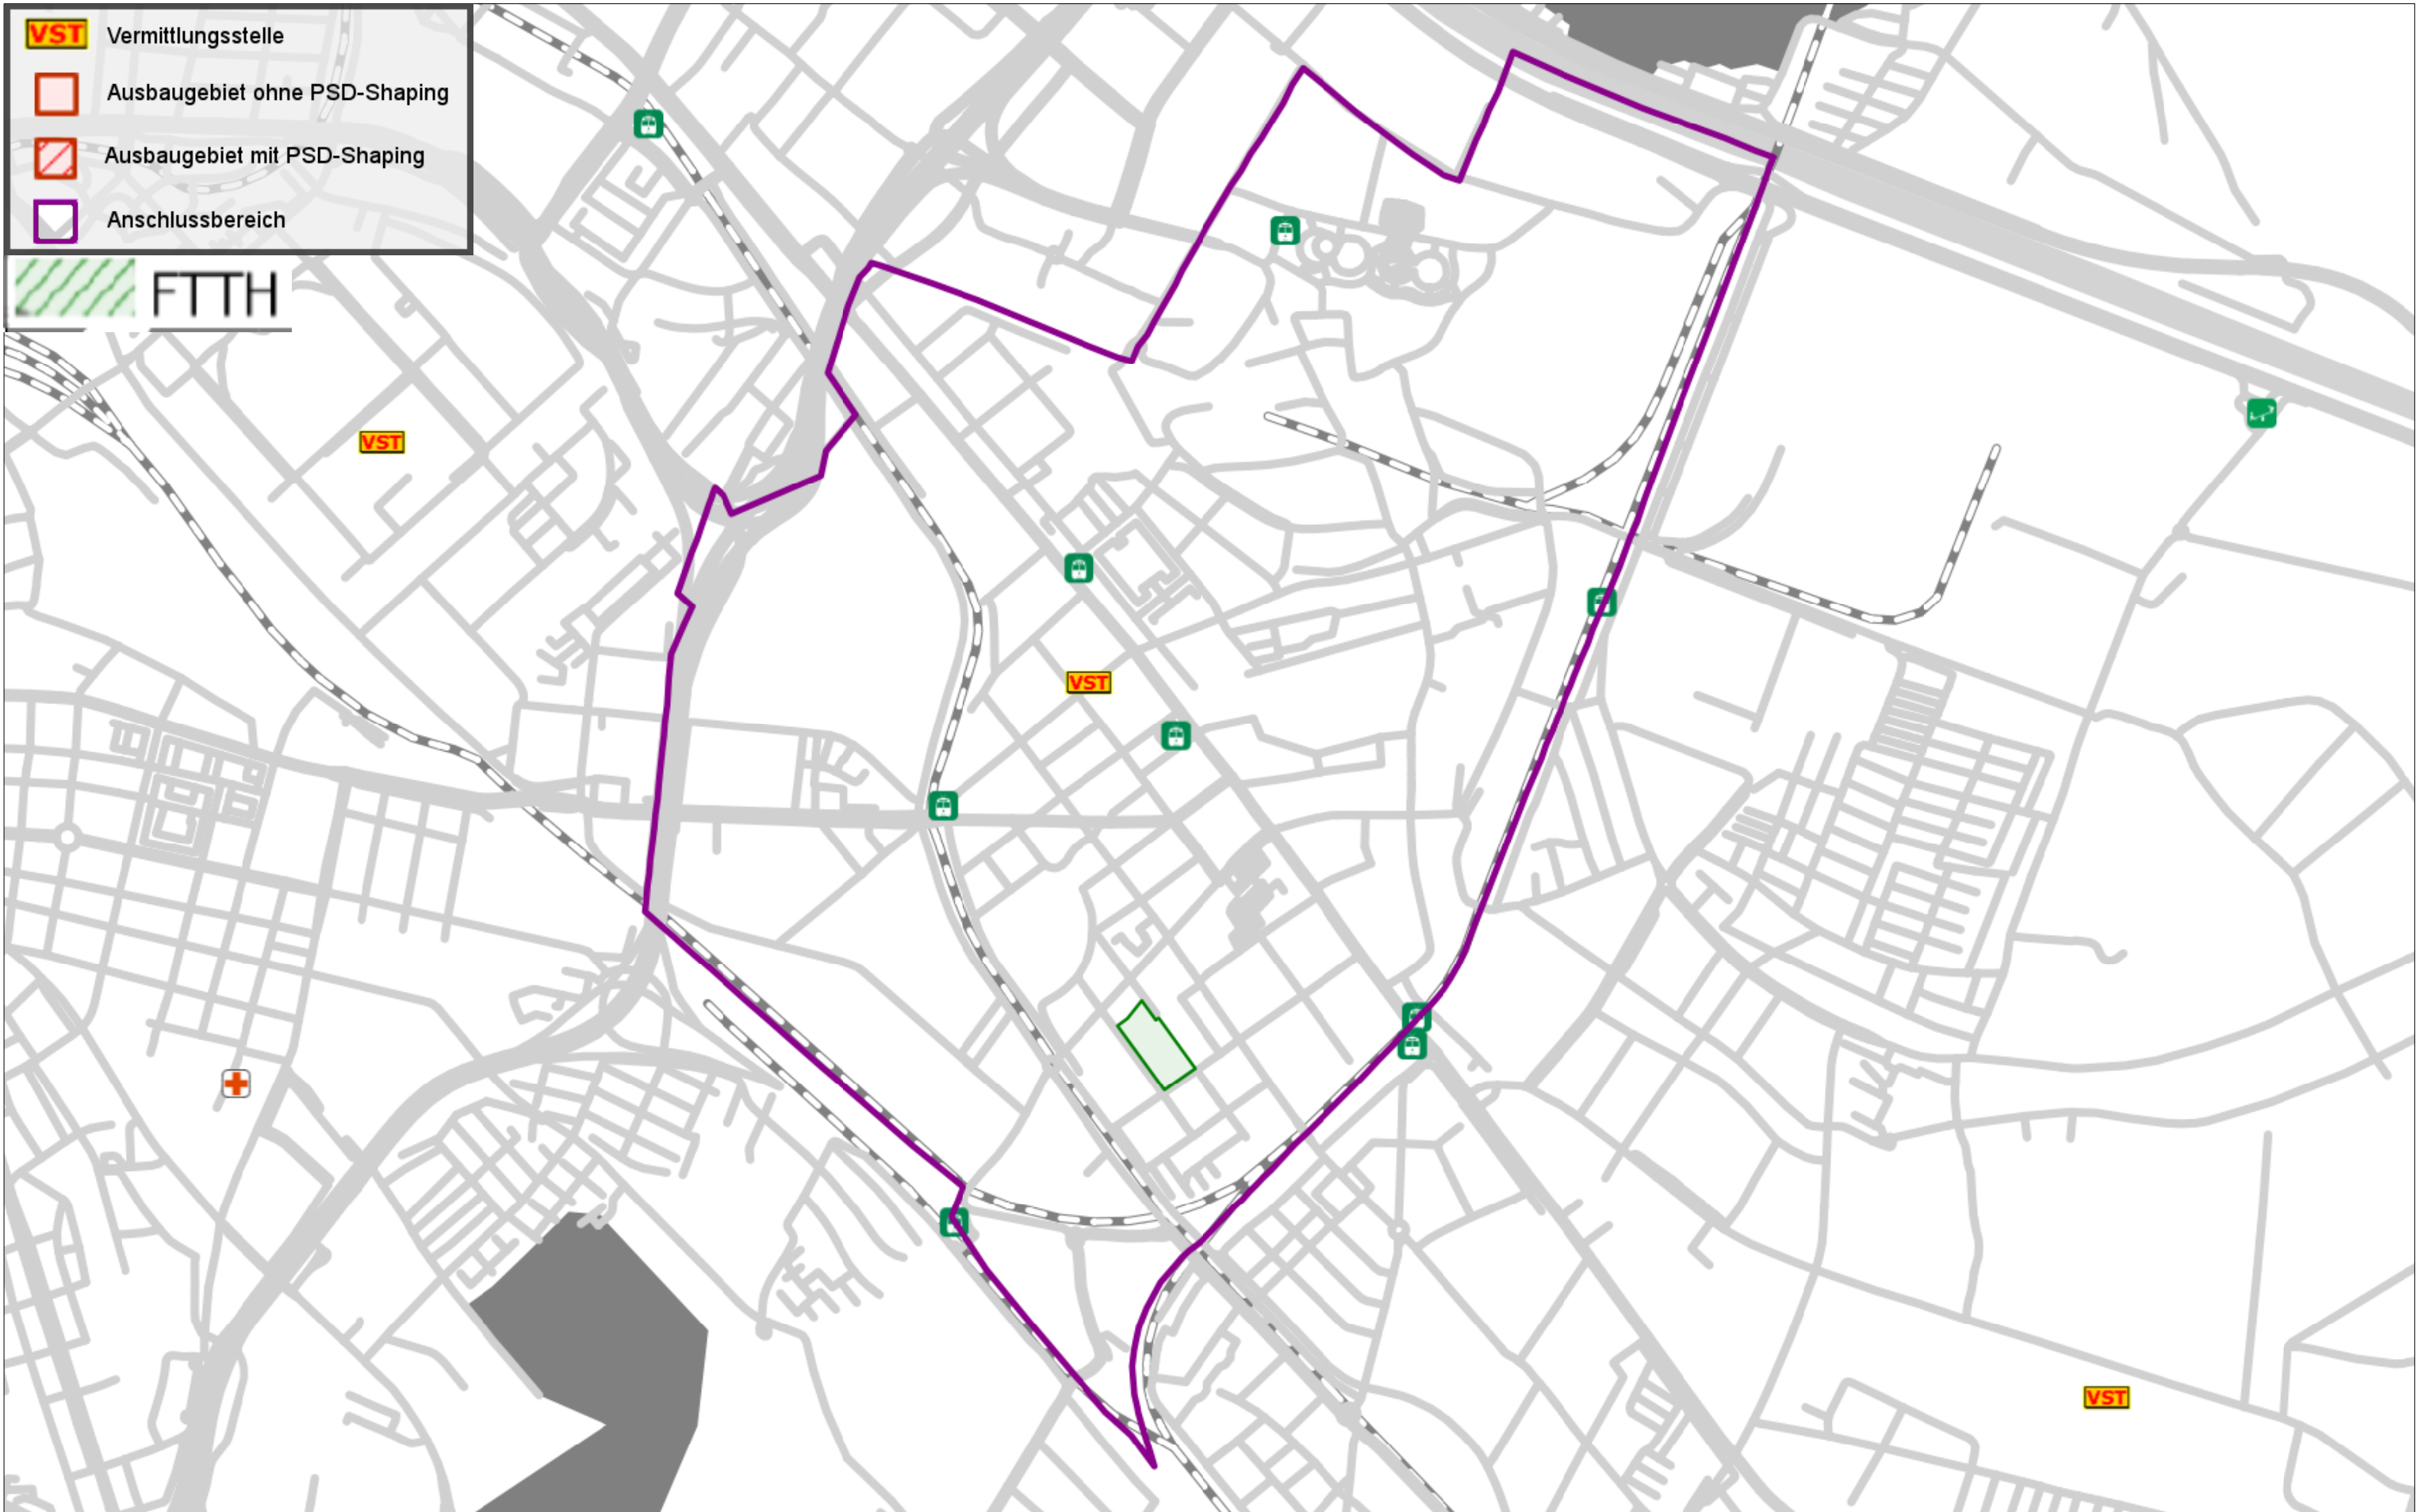 VST Vermittlungsstelle
Ausbaugebiet ohne PSD-Shaping
Ausbaugebiet mit PSD-Shaping
Anschlussbereich
FTTH
VST
VST
VST